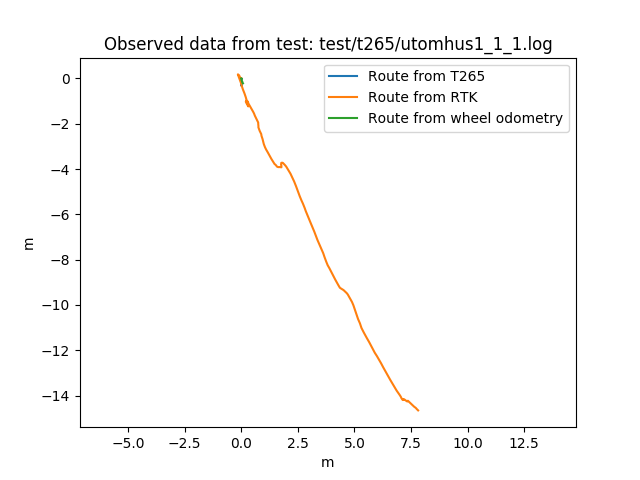 Observed data from test: test/t265/utomhus1_1_1.log
Route from T265
Route from RTK
Route from wheel odometry
0
−2
−4
−6
−8
−10
−12
−14
m
−5.0 −2.5 0.0 2.5 5.0 7.5 10.0 12.5
m